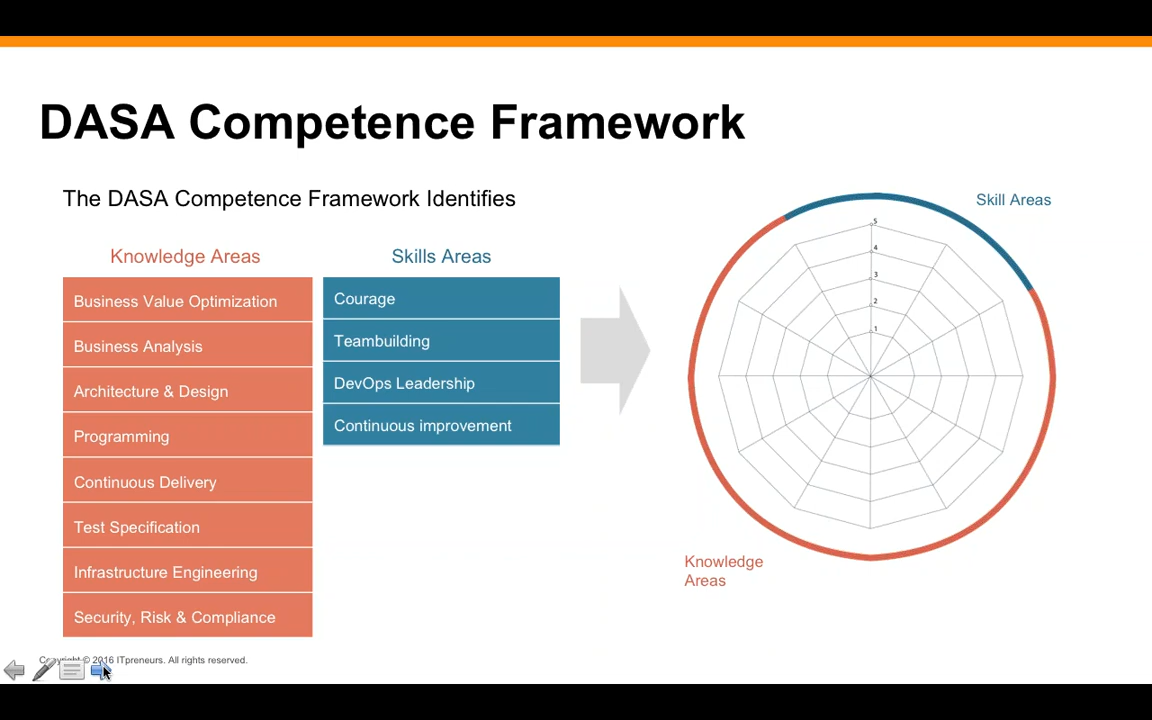 DASA Competence Framework
The DASA Competence Framework Identifies
Knowledge Areas
Business Value Optimization
Business Analysis
Architecture & Design
Programming
Continuous Delivery
Test Specification
Infrastructure Engineering
Security, Risk & Compliance
Skills Areas
Courage
Teambuilding
DevOps Leadership
Continuous improvement
Skill Areas
5
4
3
2
1
Knowledge
Areas
Copyright © 2016 ITpreneurs. All rights reserved.